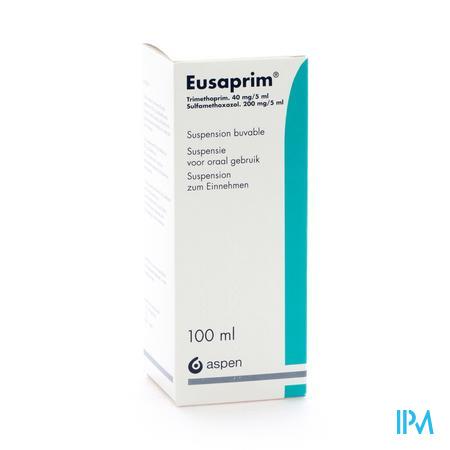 Eusaprim®
Trimethoprim. 40 mg/5 ml
Sulfamethoxazol. 200 mg/5 ml
Suspension buvable
Suspensie
voor oraal gebruik
Suspension
zum Einnehmen
100 ml
aspen
IPM